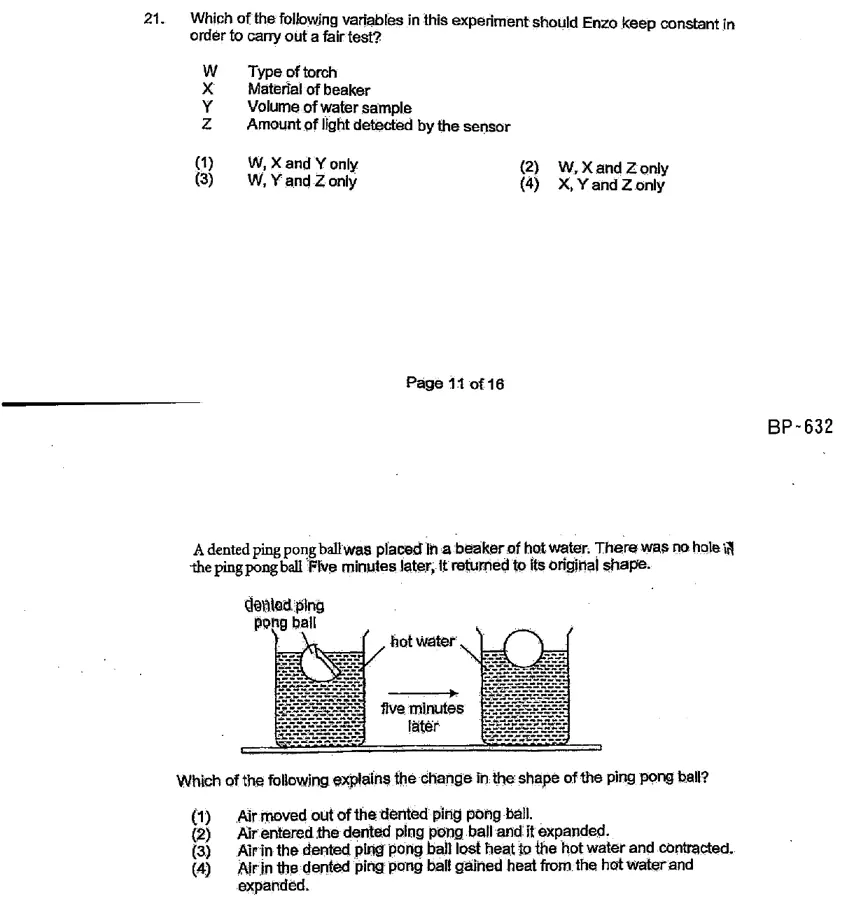 21. Which of the following variables in this experiment should Enzo keep constant in
order to carry out a fair test?
W Type of torch
X Material of beaker
Y Volume of water sample
Z Amount of light detected by the sensor
(1) W, X and Y only
(2) W, X and Z only
(3) W, Y and Z only
(4) X, Y and Z only
Page 11 of 16
BP-632
A dented ping pong ball was placed in a beaker of hot water. There was no hole in
the ping pong ball Five minutes later, it returned to its original shape.
dented ping
pong ball
hot water
five minutes
later
Which of the following explains the change in the shape of the ping pong ball?
(1) Air moved out of the dented ping pong ball.
(2) Air entered the dented ping pong ball and it expanded.
(3) Air in the dented ping pong ball lost heat to the hot water and contracted.
(4) Air in the dented ping pong ball gained heat from the hot water and
expanded.